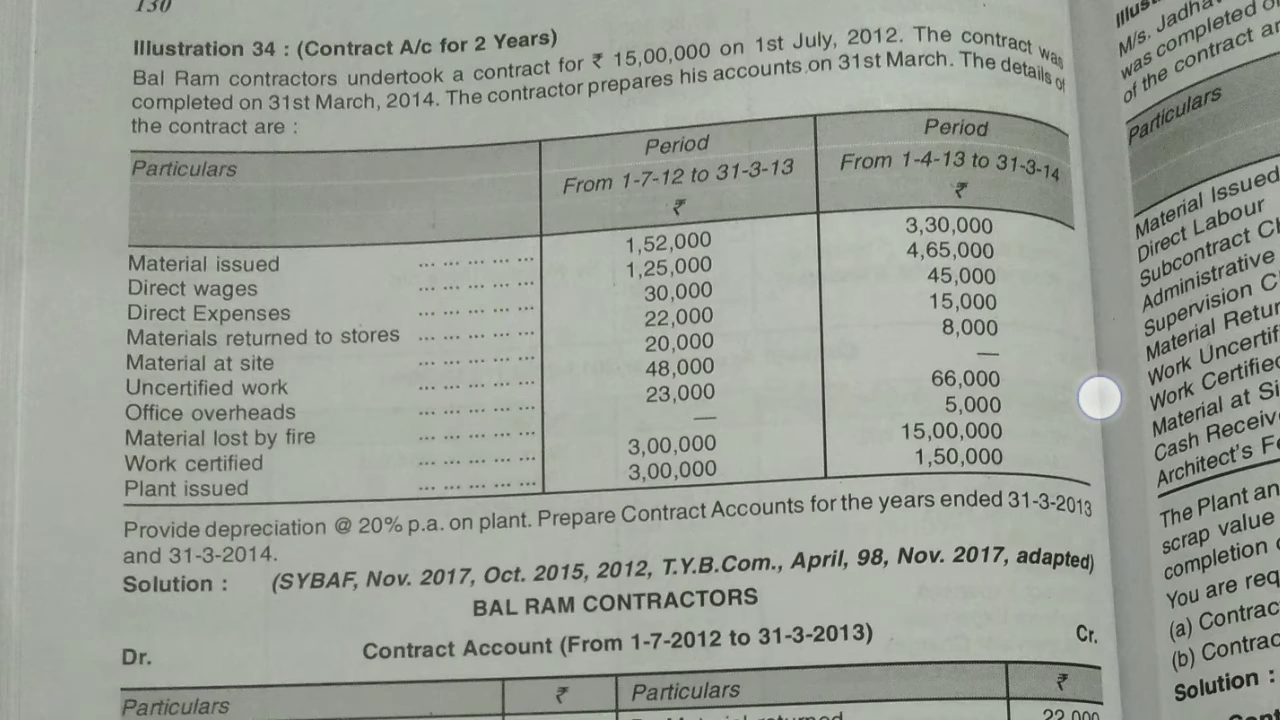 130
Illustration 34 : (Contract A/c for 2 Years)
Bal Ram contractors undertook a contract for ₹ 15,00,000 on 1st July, 2012. The contract was
completed on 31st March, 2014. The contractor prepares his accounts on 31st March. The details of
the contract are :
Particulars Period From 1-7-12 to 31-3-13 ₹ Period From 1-4-13 to 31-3-14 ₹
Material issued ... ... ... ... ... 1,52,000 3,30,000
Direct wages ... ... ... ... ... 1,25,000 4,65,000
Direct Expenses ... ... ... ... ... 30,000 45,000
Materials returned to stores ... ... ... ... ... 22,000 15,000
Material at site ... ... ... ... ... 20,000 8,000
Uncertified work ... ... ... ... ... 48,000 —
Office overheads ... ... ... ... ... 23,000 66,000
Material lost by fire ... ... ... ... ... — 5,000
Work certified ... ... ... ... ... 3,00,000 15,00,000
Plant issued ... ... ... ... ... 3,00,000 1,50,000
Provide depreciation @ 20% p.a. on plant. Prepare Contract Accounts for the years ended 31-3-2013
and 31-3-2014.
Solution : (SYBAF, Nov. 2017, Oct. 2015, 2012, T.Y.B.Com., April, 98, Nov. 2017, adapted)
BAL RAM CONTRACTORS
Dr. Contract Account (From 1-7-2012 to 31-3-2013) Cr.
Particulars ₹ Particulars ₹
22,000
M/s. Jadha
was completed
of the contract
Particulars
Material Issued
Direct Labour
Subcontract Ch
Administrative
Supervision C
Material Retur
Work Uncertif
Work Certified
Material at Si
Cash Receiv
Architect's Fe
The Plant an
scrap value
completion
You are req
(a) Contrac
(b) Contrac
Solution :